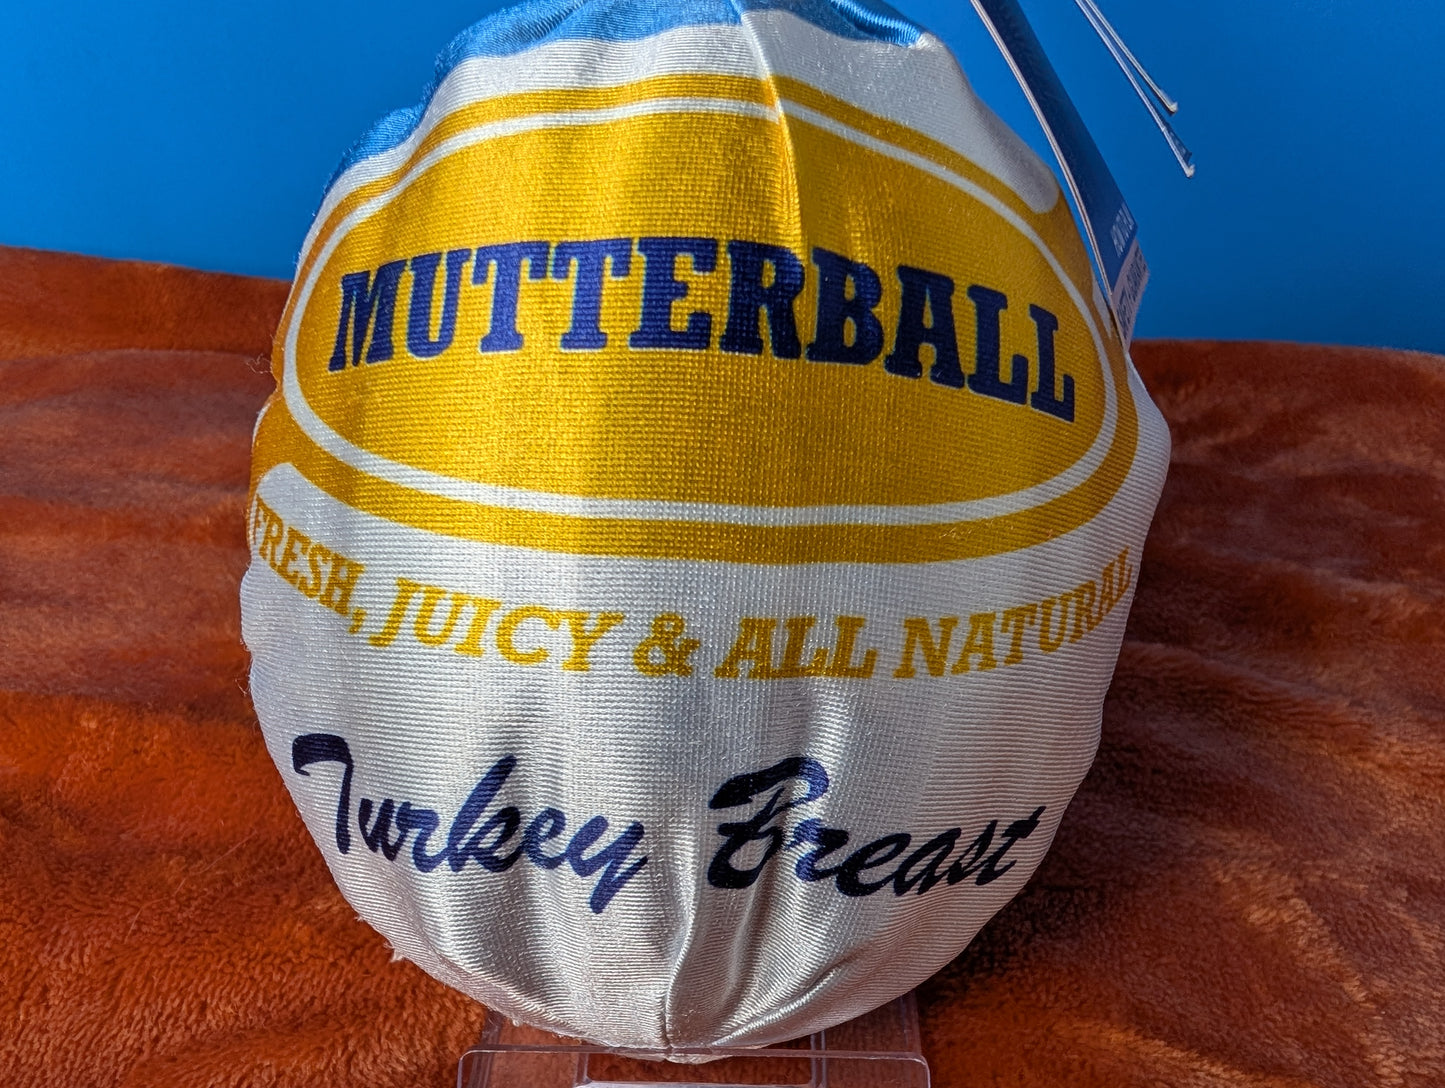 MUTTERBALL
FRESH, JUICY & ALL NATURAL
Turkey Breast